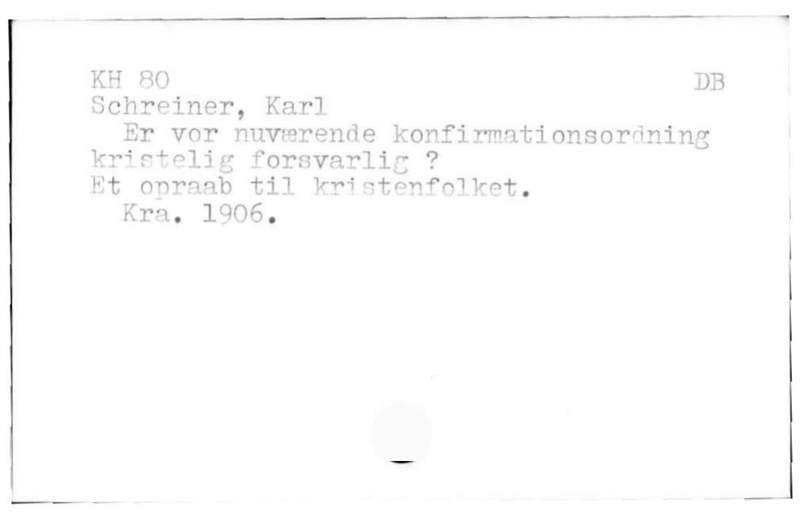 KH 80 DB
Schreiner, Karl
Er vor nuværende konfirmationsordning
kristelig forsvarlig ?
Et opraab til kristenfolket.
Kra. 1906.